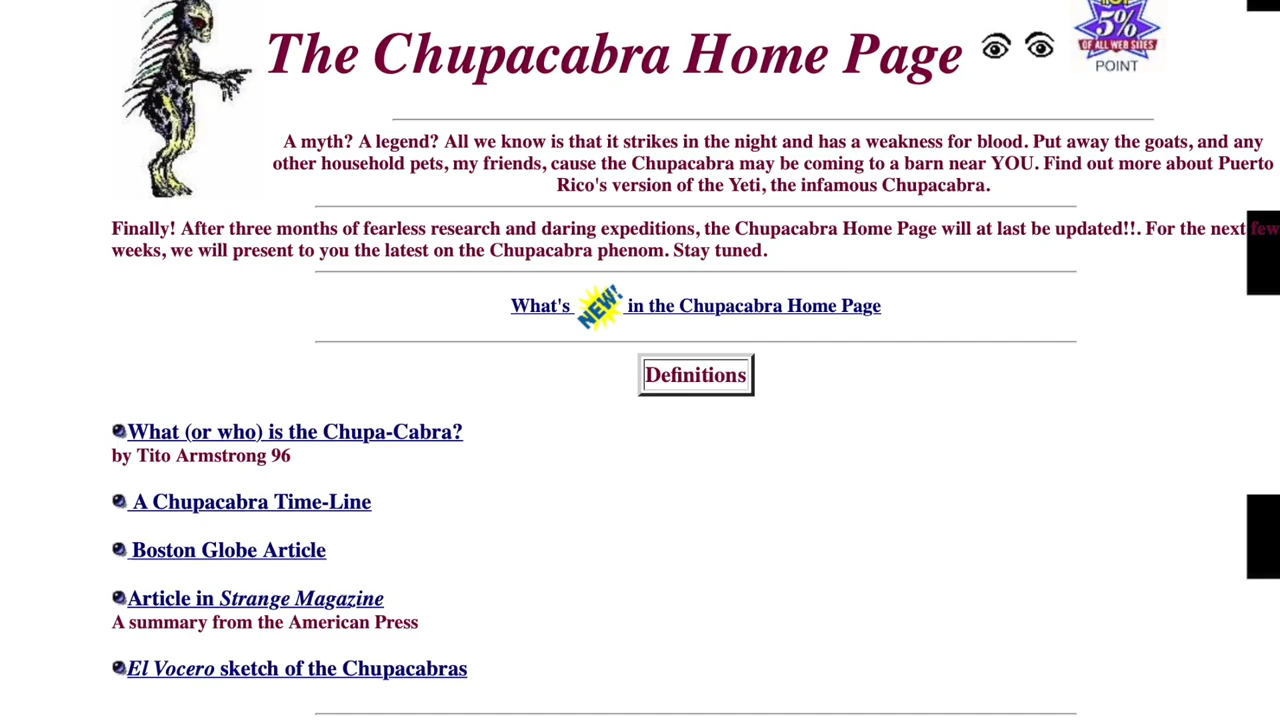 The Chupacabra Home Page
5%
OF ALL WEB SITES
POINT
A myth? A legend? All we know is that it strikes in the night and has a weakness for blood. Put away the goats, and any
other household pets, my friends, cause the Chupacabra may be coming to a barn near YOU. Find out more about Puerto
Rico's version of the Yeti, the infamous Chupacabra.
Finally! After three months of fearless research and daring expeditions, the Chupacabra Home Page will at last be updated!!. For the next few
weeks, we will present to you the latest on the Chupacabra phenom. Stay tuned.
What's NEW! in the Chupacabra Home Page
Definitions
What (or who) is the Chupa-Cabra?
by Tito Armstrong 96
A Chupacabra Time-Line
Boston Globe Article
Article in Strange Magazine
A summary from the American Press
El Vocero sketch of the Chupacabras